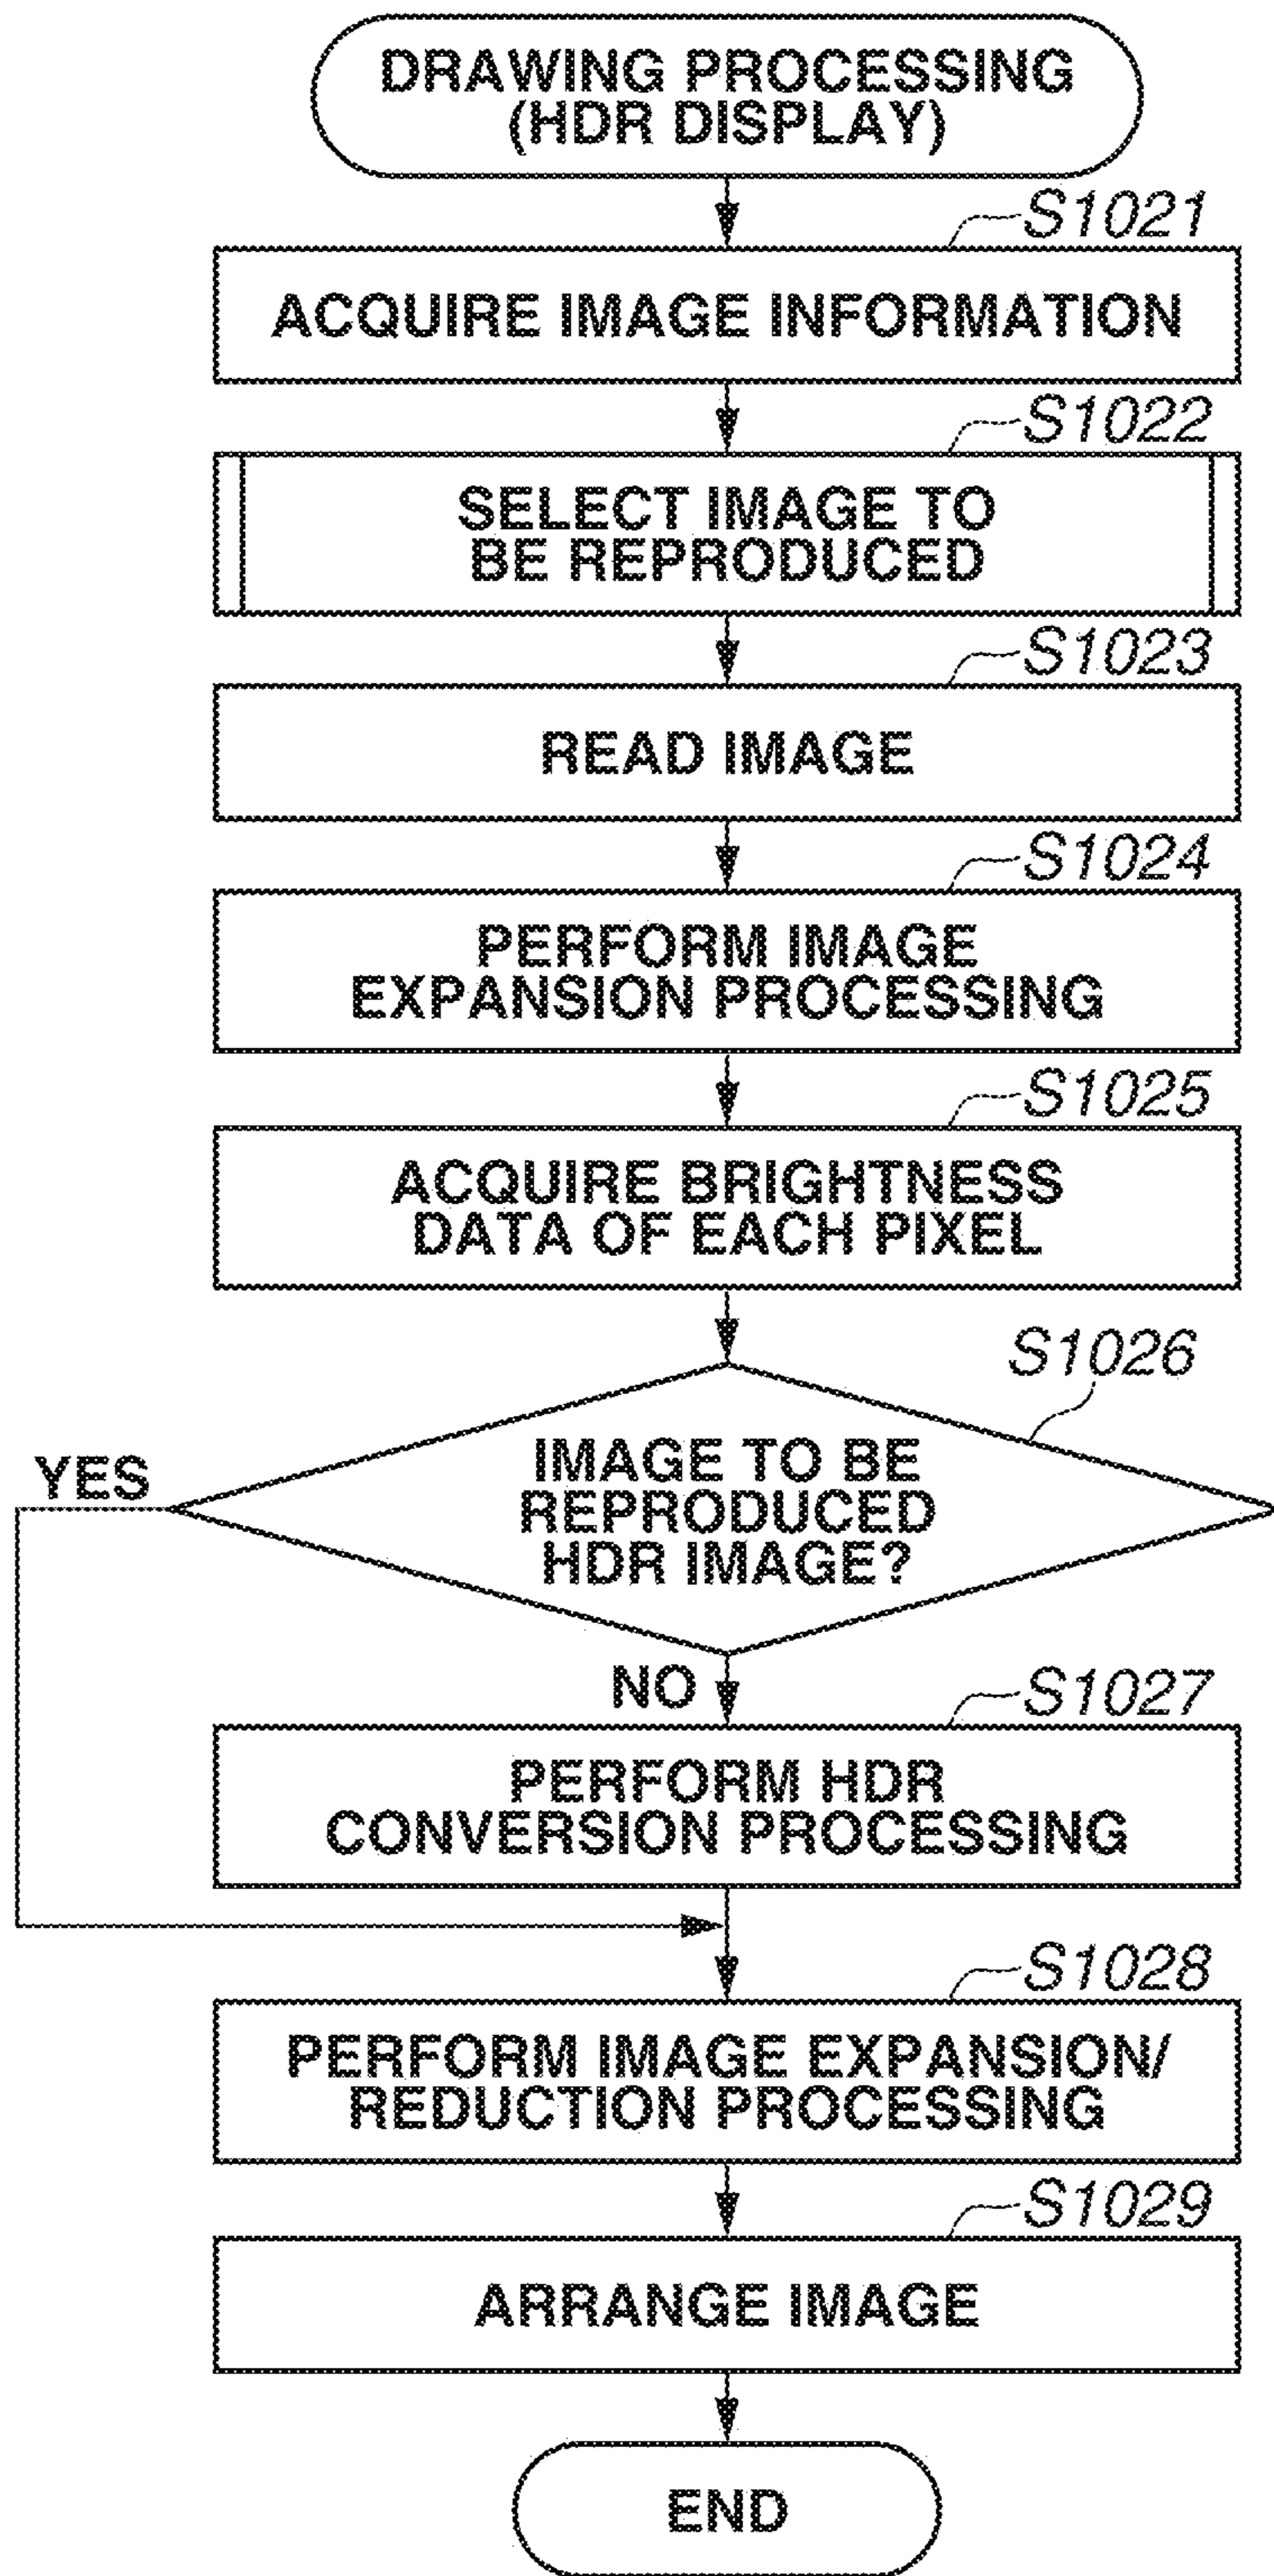 DRAWING PROCESSING
(HDR DISPLAY)
S1021
ACQUIRE IMAGE INFORMATION
S1022
SELECT IMAGE TO
BE REPRODUCED
S1023
READ IMAGE
S1024
PERFORM IMAGE
EXPANSION PROCESSING
S1025
ACQUIRE BRIGHTNESS
DATA OF EACH PIXEL
S1026
YES
IMAGE TO BE
REPRODUCED
HDR IMAGE?
NO
S1027
PERFORM HDR
CONVERSION PROCESSING
S1028
PERFORM IMAGE EXPANSION/
REDUCTION PROCESSING
S1029
ARRANGE IMAGE
END